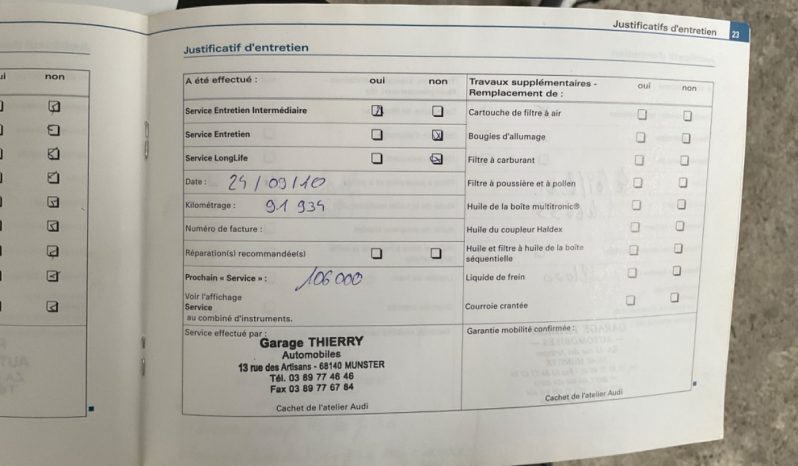 Justificatifs d'entretien 23
Justificatif d'entretien
non
A été effectué : oui non
Service Entretien Intermédiaire
Service Entretien
Service LongLife
Date : 24/09/10
Kilométrage : 91 934
Numéro de facture :
Réparation(s) recommandée(s)
Prochain « Service » : 106000
Voir l'affichage
Service
au combiné d'instruments.
Service effectué par :
Garage THIERRY
Automobiles
13 rue des Artisans - 68140 MUNSTER
Tél. 03 89 77 46 46
Fax 03 89 77 67 84
Cachet de l'atelier Audi
Travaux supplémentaires -
Remplacement de : oui non
Cartouche de filtre à air
Bougies d'allumage
Filtre à carburant
Filtre à poussière et à pollen
Huile de la boîte multitronic®
Huile du coupleur Haldex
Huile et filtre à huile de la boîte
séquentielle
Liquide de frein
Courroie crantée
Garantie mobilité confirmée :
Cachet de l'atelier Audi